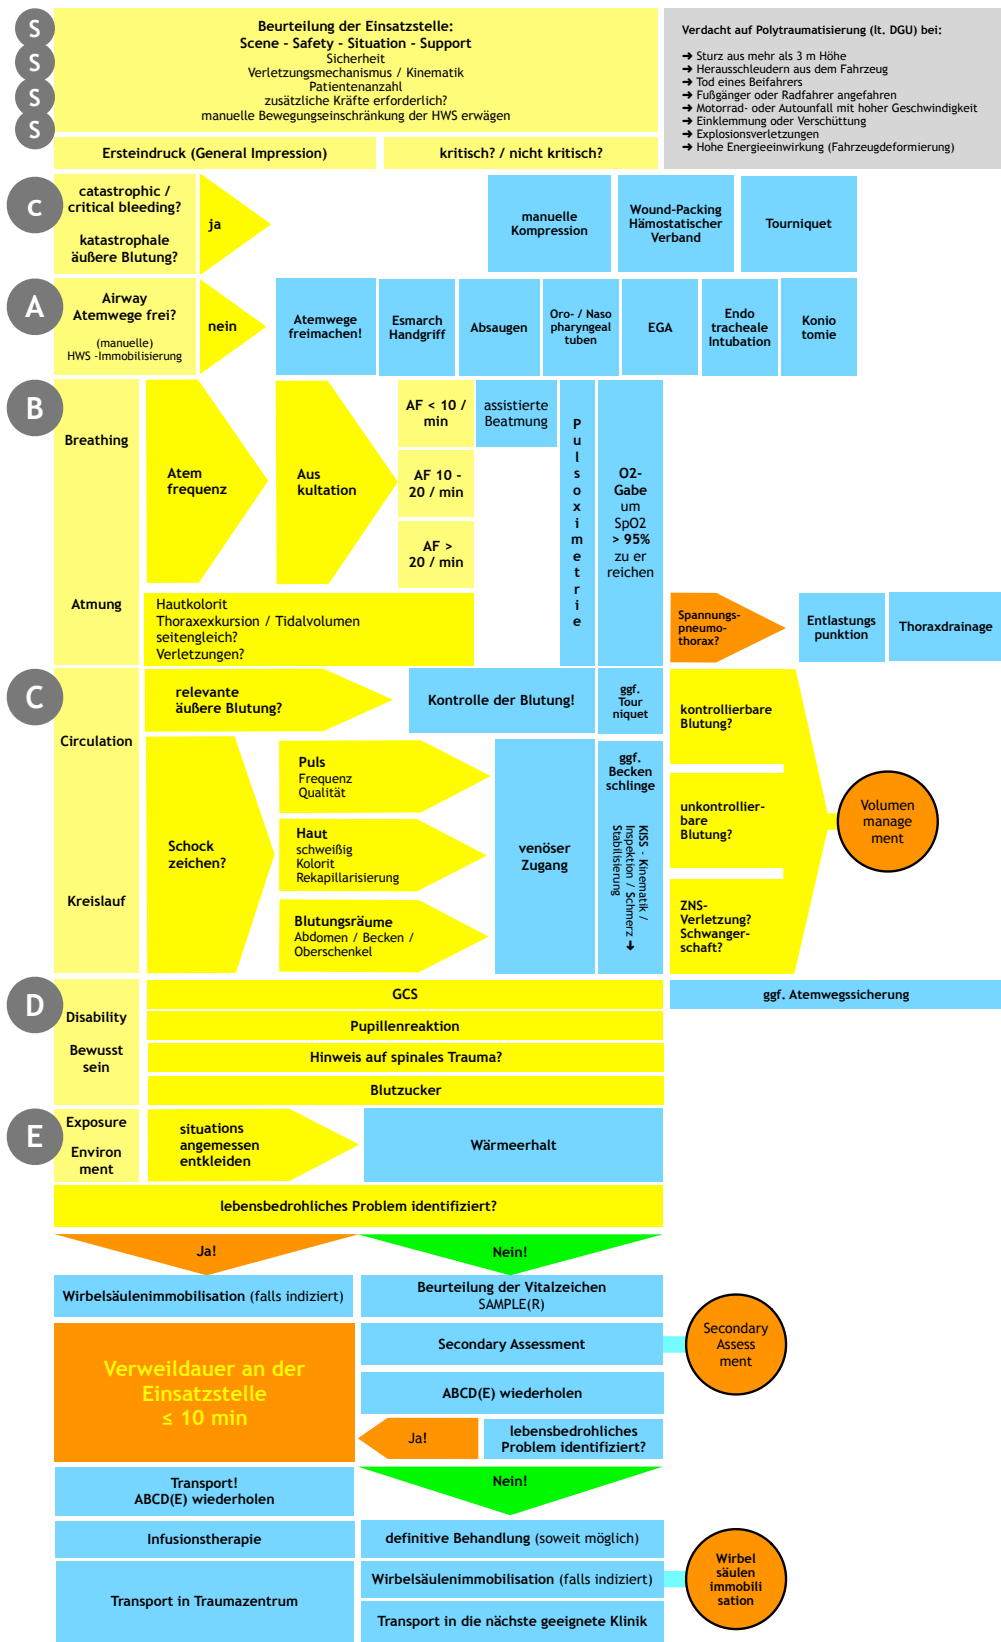 S
S
S
S
Beurteilung der Einsatzstelle:
Scene - Safety - Situation - Support
Sicherheit
Verletzungsmechanismus / Kinematik
Patientenanzahl
zusätzliche Kräfte erforderlich?
manuelle Bewegungseinschränkung der HWS erwägen
Verdacht auf Polytraumatisierung (lt. DGU) bei:
➜ Sturz aus mehr als 3 m Höhe
➜ Herausschleudern aus dem Fahrzeug
➜ Tod eines Beifahrers
➜ Fußgänger oder Radfahrer angefahren
➜ Motorrad- oder Autounfall mit hoher Geschwindigkeit
➜ Einklemmung oder Verschüttung
➜ Explosionsverletzungen
➜ Hohe Energieeinwirkung (Fahrzeugdeformierung)
Ersteindruck (General Impression)
kritisch? / nicht kritisch?
c
catastrophic /
critical bleeding?
katastrophale
äußere Blutung?
ja
manuelle
Kompression
Wound-Packing
Hämostatischer
Verband
Tourniquet
A
Airway
Atemwege frei?
(manuelle)
HWS -Immobilisierung
nein
Atemwege
freimachen!
Esmarch
Handgriff
Absaugen
Oro- / Naso
pharyngeal
tuben
EGA
Endo
tracheale
Intubation
Konio
tomie
B
Breathing
Atmung
Atem
frequenz
Aus
kultation
AF < 10 /
min
AF 10 -
20 / min
AF >
20 / min
assistierte
Beatmung
P
u
l
s
o
x
i
m
e
t
r
i
e
O2-
Gabe
um
SpO2
> 95%
zu er
reichen
Hautkolorit
Thoraxexkursion / Tidalvolumen
seitengleich?
Verletzungen?
Spannungs-
pneumo-
thorax?
Entlastungs
punktion
Thoraxdrainage
C
Circulation
Kreislauf
relevante
äußere Blutung?
Kontrolle der Blutung!
ggf.
Tour
niquet
kontrollierbare
Blutung?
Schock
zeichen?
Puls
Frequenz
Qualität
Haut
schweißig
Kolorit
Rekapillarisierung
Blutungsräume
Abdomen / Becken /
Oberschenkel
venöser
Zugang
ggf.
Becken
schlinge
KISS - Kinematik /
Inspektion / Schmerz ➜
Stabilisierung
unkontrollier-
bare
Blutung?
ZNS-
Verletzung?
Schwanger-
schaft?
Volumen
manage
ment
D
Disability
Bewusst
sein
GCS
Pupillenreaktion
Hinweis auf spinales Trauma?
Blutzucker
ggf. Atemwegssicherung
E
Exposure
Environ
ment
situations
angemessen
entkleiden
Wärmeerhalt
lebensbedrohliches Problem identifiziert?
Ja!
Nein!
Wirbelsäulenimmobilisation (falls indiziert)
Beurteilung der Vitalzeichen
SAMPLE(R)
Verweildauer an der
Einsatzstelle
≤ 10 min
Secondary Assessment
Secondary
Assess
ment
ABCD(E) wiederholen
Ja!
lebensbedrohliches
Problem identifiziert?
Transport!
ABCD(E) wiederholen
Nein!
Infusionstherapie
definitive Behandlung (soweit möglich)
Transport in Traumazentrum
Wirbelsäulenimmobilisation (falls indiziert)
Wirbel
säulen
immobili
sation
Transport in die nächste geeignete Klinik